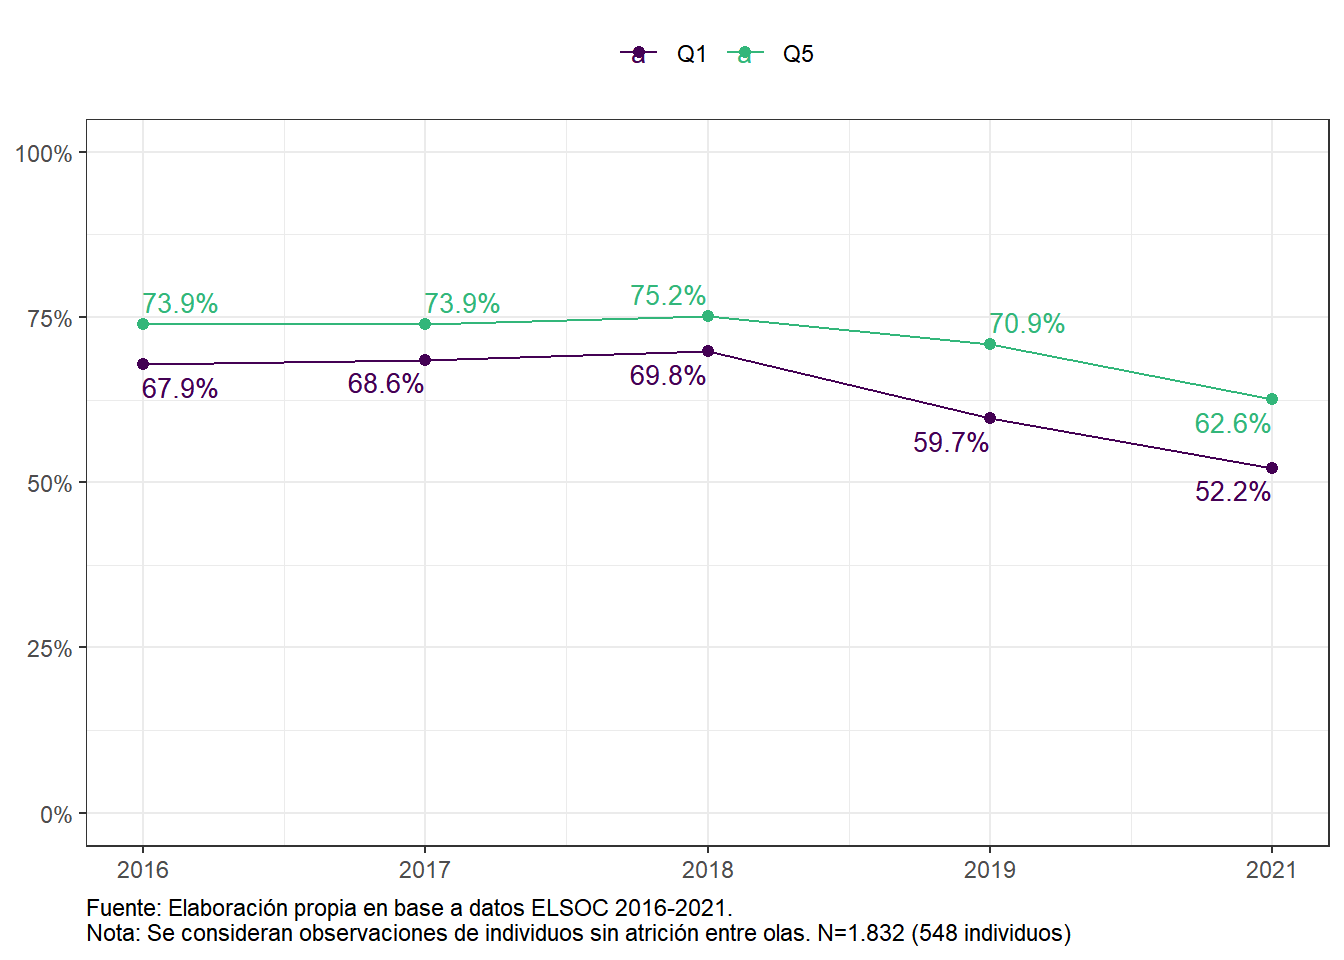 a Q1 a Q5
100%
75%
50%
25%
0%
73.9% 73.9% 75.2% 70.9% 62.6%
67.9% 68.6% 69.8% 59.7% 52.2%
2016 2017 2018 2019 2021
Fuente: Elaboración propia en base a datos ELSOC 2016-2021.
Nota: Se consideran observaciones de individuos sin atrición entre olas. N=1.832 (548 individuos)